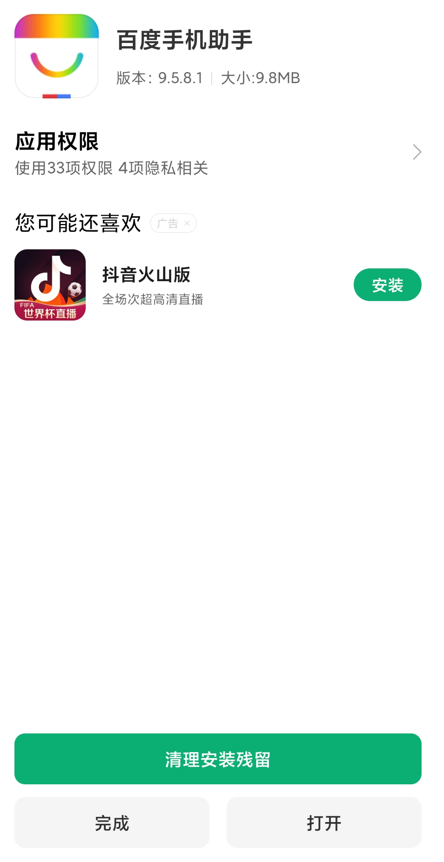 百度手机助手
版本: 9.5.8.1 | 大小:9.8MB
应用权限
使用33项权限 4项隐私相关
您可能还喜欢 广告 ×
抖音火山版
全场次超高清直播
安装
FIFA
世界杯直播
清理安装残留
完成 打开